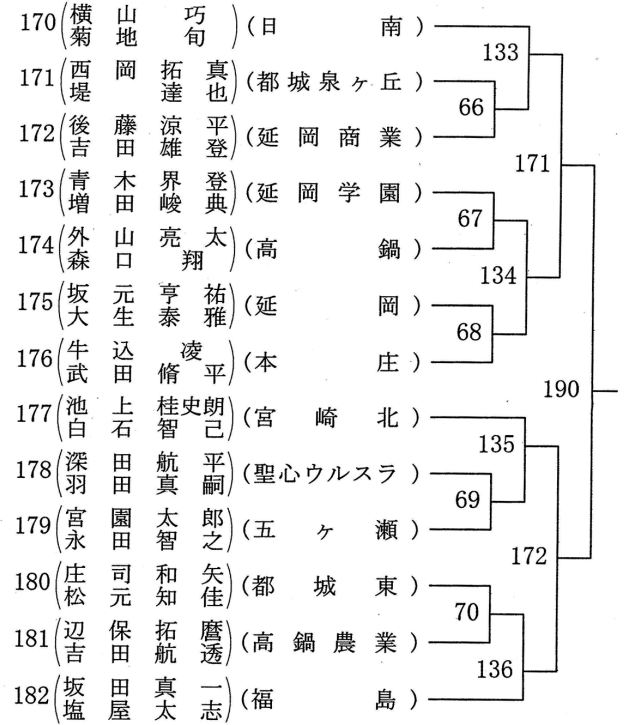 170 横山巧 菊地旬 (日南)
133
171 西岡拓真 堤達也 (都城泉ヶ丘)
66
172 後藤涼平 吉田雄登 (延岡商業)
171
173 青木界登 増田峻典 (延岡学園)
67
174 外山亮太 森口翔 (高鍋)
134
175 坂元亨祐 大生泰雅 (延岡)
68
176 牛込凌 武田脩平 (本庄)
190
177 池上桂史朗 白石智己 (宮崎北)
135
178 深田航平 羽田真嗣 (聖心ウルスラ)
69
179 宮園太郎 永田智之 (五ヶ瀬)
172
180 庄司和矢 松元知佳 (都城東)
70
181 辺保拓麿 吉田航透 (高鍋農業)
136
182 坂田真一 塩屋太志 (福島)